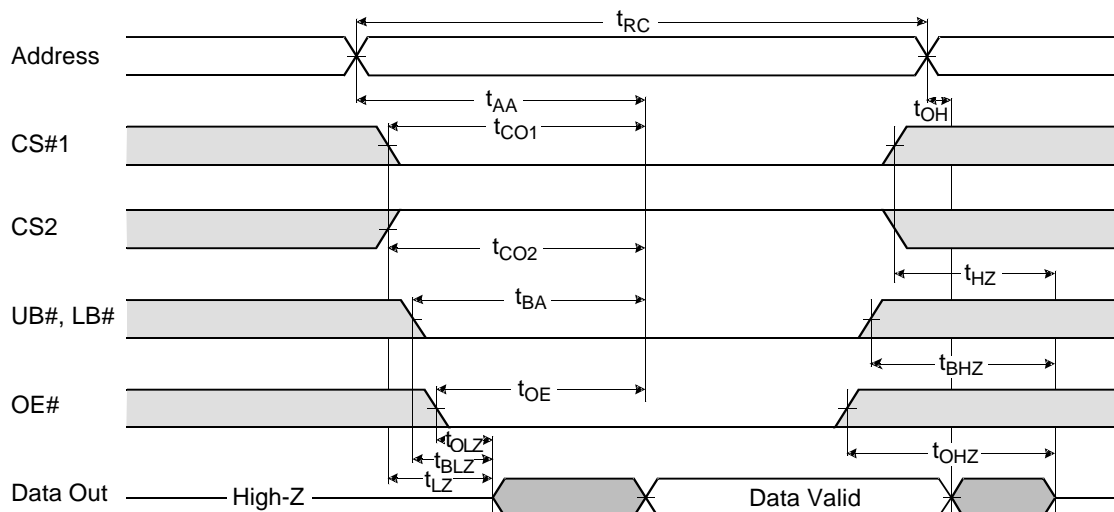 tRC
Address
tAA
tOH
tCO1
CS#1
CS2
tCO2
tHZ
tBA
UB#, LB#
tBHZ
tOE
OE#
tOLZ
tBLZ
tOHZ
tLZ
Data Out High-Z Data Valid